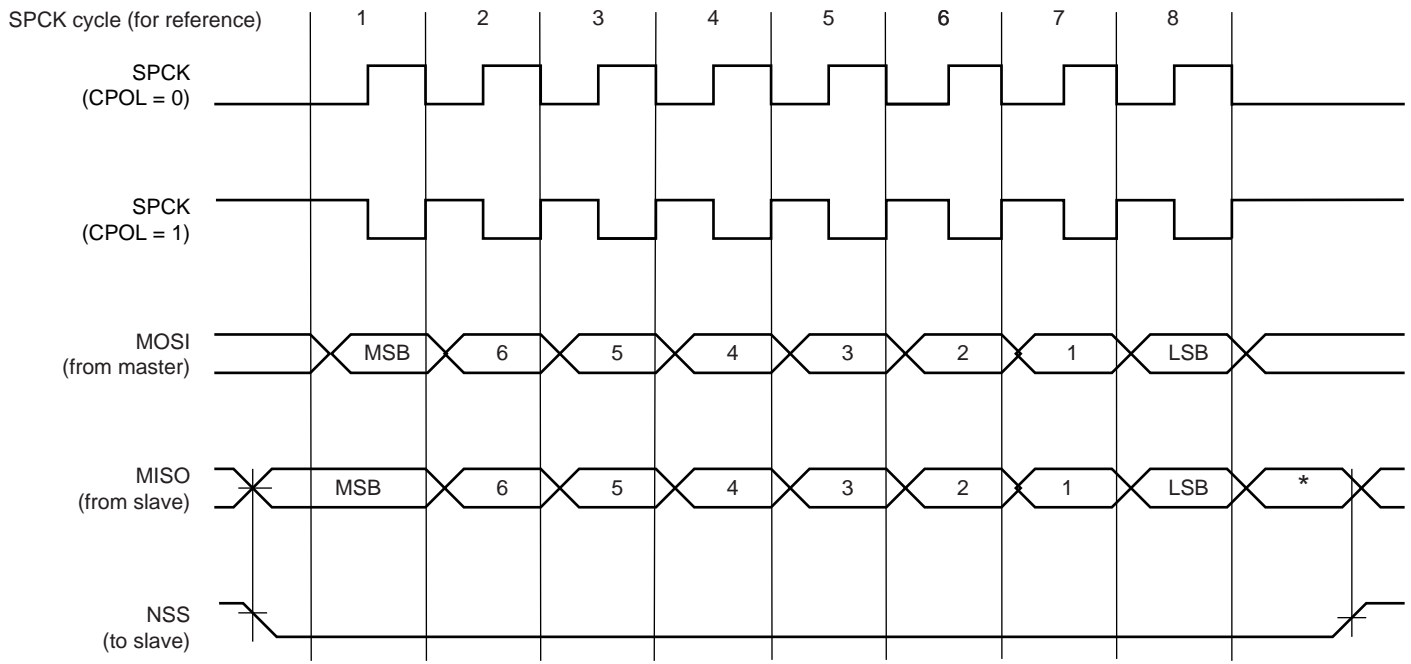 SPCK cycle (for reference) 1 2 3 4 5 6 7 8
SPCK
(CPOL = 0)
SPCK
(CPOL = 1)
MOSI
(from master)
MSB 6 5 4 3 2 1 LSB
MISO
(from slave)
MSB 6 5 4 3 2 1 LSB *
NSS
(to slave)